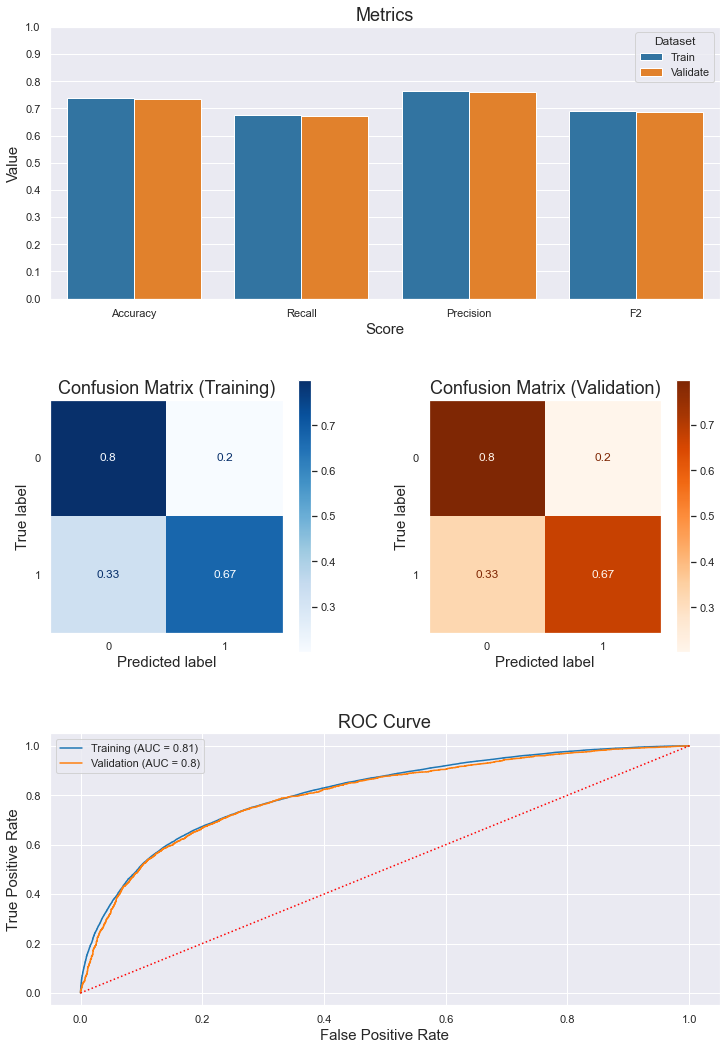 Metrics
1.0
0.9
0.8
0.7
0.6
0.5
0.4
0.3
0.2
0.1
0.0
Value
Dataset
Train
Validate
Accuracy Recall Precision F2
Score
Confusion Matrix (Training)
True label
0
1
0.8 0.2
0.33 0.67
0 1
Predicted label
0.7
0.6
0.5
0.4
0.3
Confusion Matrix (Validation)
True label
0
1
0.8 0.2
0.33 0.67
0 1
Predicted label
0.7
0.6
0.5
0.4
0.3
ROC Curve
Training (AUC = 0.81)
Validation (AUC = 0.8)
True Positive Rate
1.0
0.8
0.6
0.4
0.2
0.0
0.0 0.2 0.4 0.6 0.8 1.0
False Positive Rate